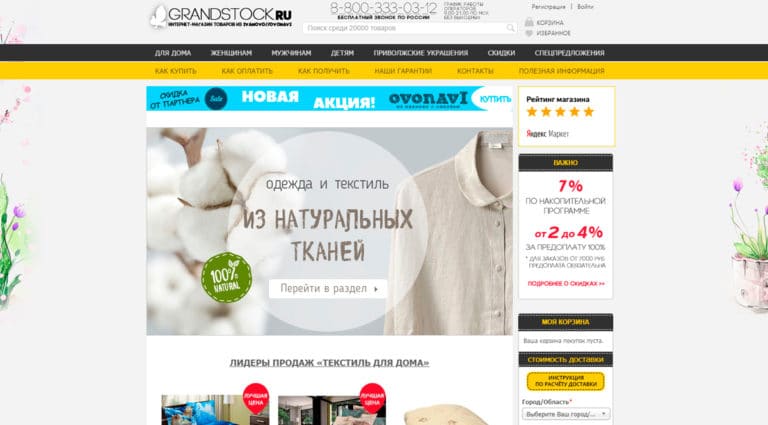 GRANDSTOCK.RU
ИНТЕРНЕТ-МАГАЗИН ТОВАРОВ ИЗ
8-800-333-03-12
БЕСПЛАТНЫЙ ЗВОНОК ПО РОССИИ
ГРАФИК РАБОТЫ
ОПЕРАТОРОВ:
БЕЗ ВЫХОДНЫХ
Регистрация | Войти
Поиск среди 20000 товаров
КОРЗИНА
ИЗБРАННОЕ
ДЛЯ ДОМА ЖЕНЩИНАМ МУЖЧИНАМ ДЕТЯМ ПРИВОЛЖСКИЕ УКРАШЕНИЯ СКИДКИ СПЕЦПРЕДЛОЖЕНИЯ
КАК КУПИТЬ КАК ОПЛАТИТЬ КАК ПОЛУЧИТЬ НАШИ ГАРАНТИИ КОНТАКТЫ ПОЛЕЗНАЯ ИНФОРМАЦИЯ
СКИДКА
ОТ ПАРТНЕРА
Sale
НОВАЯ
АКЦИЯ!
OVONAVI
ИЗ ИВАНОВО С ЛЮБОВЬЮ
КУПИТЬ
одежда и текстиль
ИЗ НАТУРАЛЬНЫХ
ТКАНЕЙ
100%
NATURAL
Перейти в раздел
ЛИДЕРЫ ПРОДАЖ «ТЕКСТИЛЬ ДЛЯ ДОМА»
ЛУЧШАЯ
ЦЕНА
ЛУЧШАЯ
ЦЕНА
Рейтинг магазина
Яндекс Маркет
ВАЖНО
7%
ПО НАКОПИТЕЛЬНОЙ
ПРОГРАММЕ
от 2 до 4%
ЗА ПРЕДОПЛАТУ 100%
* ДЛЯ ЗАКАЗОВ ОТ 7000 РУБ
ПРЕДОПЛАТА ОБЯЗАТЕЛЬНА
ПОДРОБНЕЕ О СКИДКАХ >>
МОЯ КОРЗИНА
Ваша корзина покупок пуста.
СТОИМОСТЬ ДОСТАВКИ
ИНСТРУКЦИЯ
ПО РАСЧЁТУ ДОСТАВКИ
Город/Область*
Выберите Ваш город/...